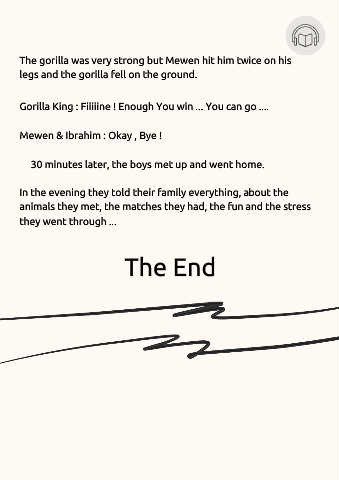 The gorilla was very strong but Mewen hit him twice on his
legs and the gorilla fell on the ground.
Gorilla King : Fiiiiine ! Enough You win ... You can go ....
Mewen & Ibrahim : Okay , Bye !
30 minutes later, the boys met up and went home.
In the evening they told their family everything, about the
animals they met, the matches they had, the fun and the stress
they went through ...
The End